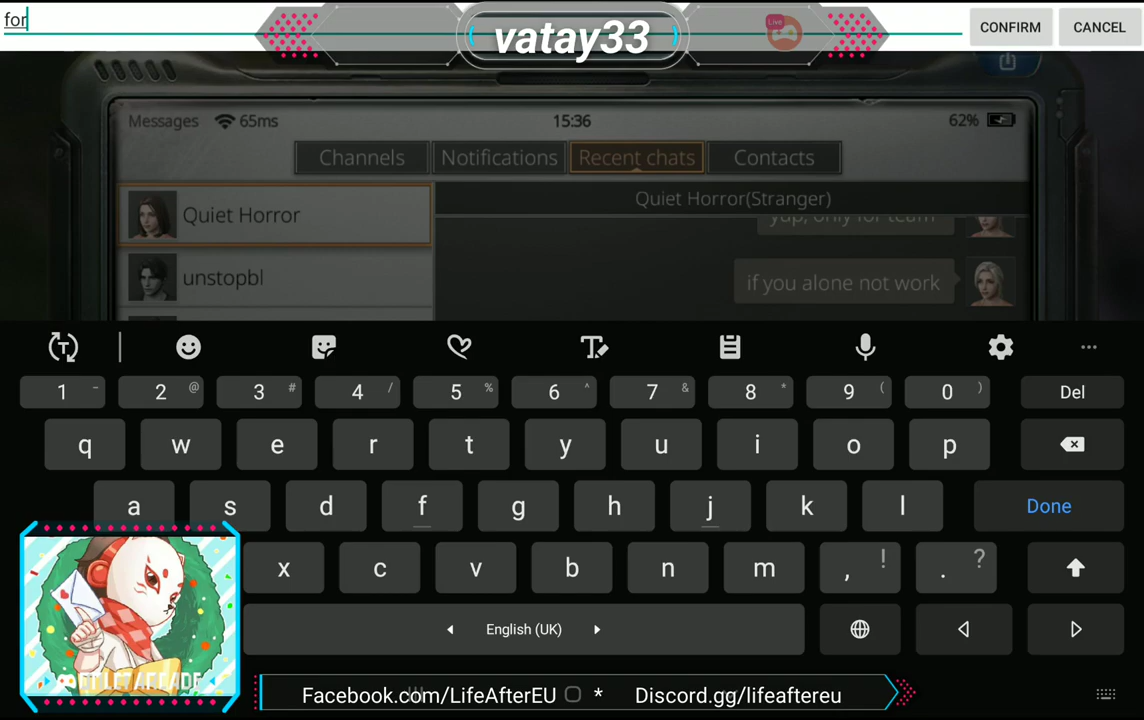 for
vatay33
Live
CONFIRM
CANCEL
Messages 65ms
15:36
62%
Channels
Notifications
Recent chats
Contacts
Quiet Horror
Quiet Horror(Stranger)
yup, only for team
unstopbl
if you alone not work
1 - 2 @ 3 # 4 / 5 % 6 ^ 7 & 8 * 9 ( 0 ) Del
q w e r t y u i o p
a s d f g h j k l Done
x c v b n m , ! . ?
English (UK)
Facebook.com/LifeAfterEU * Discord.gg/lifeaftereu